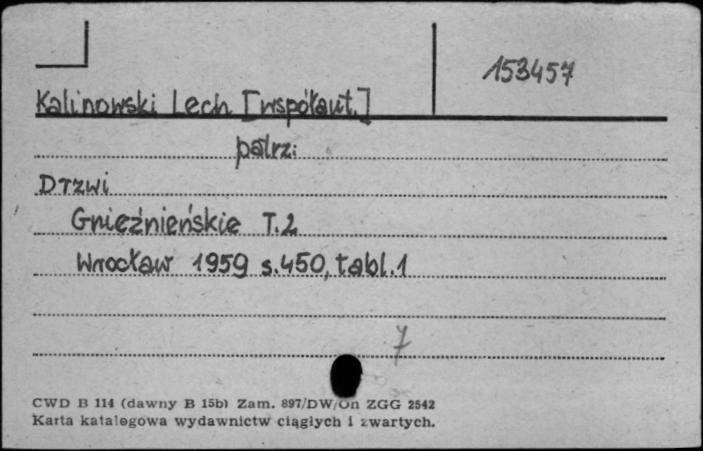 153457
Kalinowski Lech [współaut.]
patrz:
Drzwi
Gnieźnieńskie T.2
Wrocław 1959 s.450, tabl.1
7
CWD B 114 (dawny B 15b) Zam. 897/DW/On ZGG 2542
Karta katalogowa wydawnictw ciągłych i zwartych.